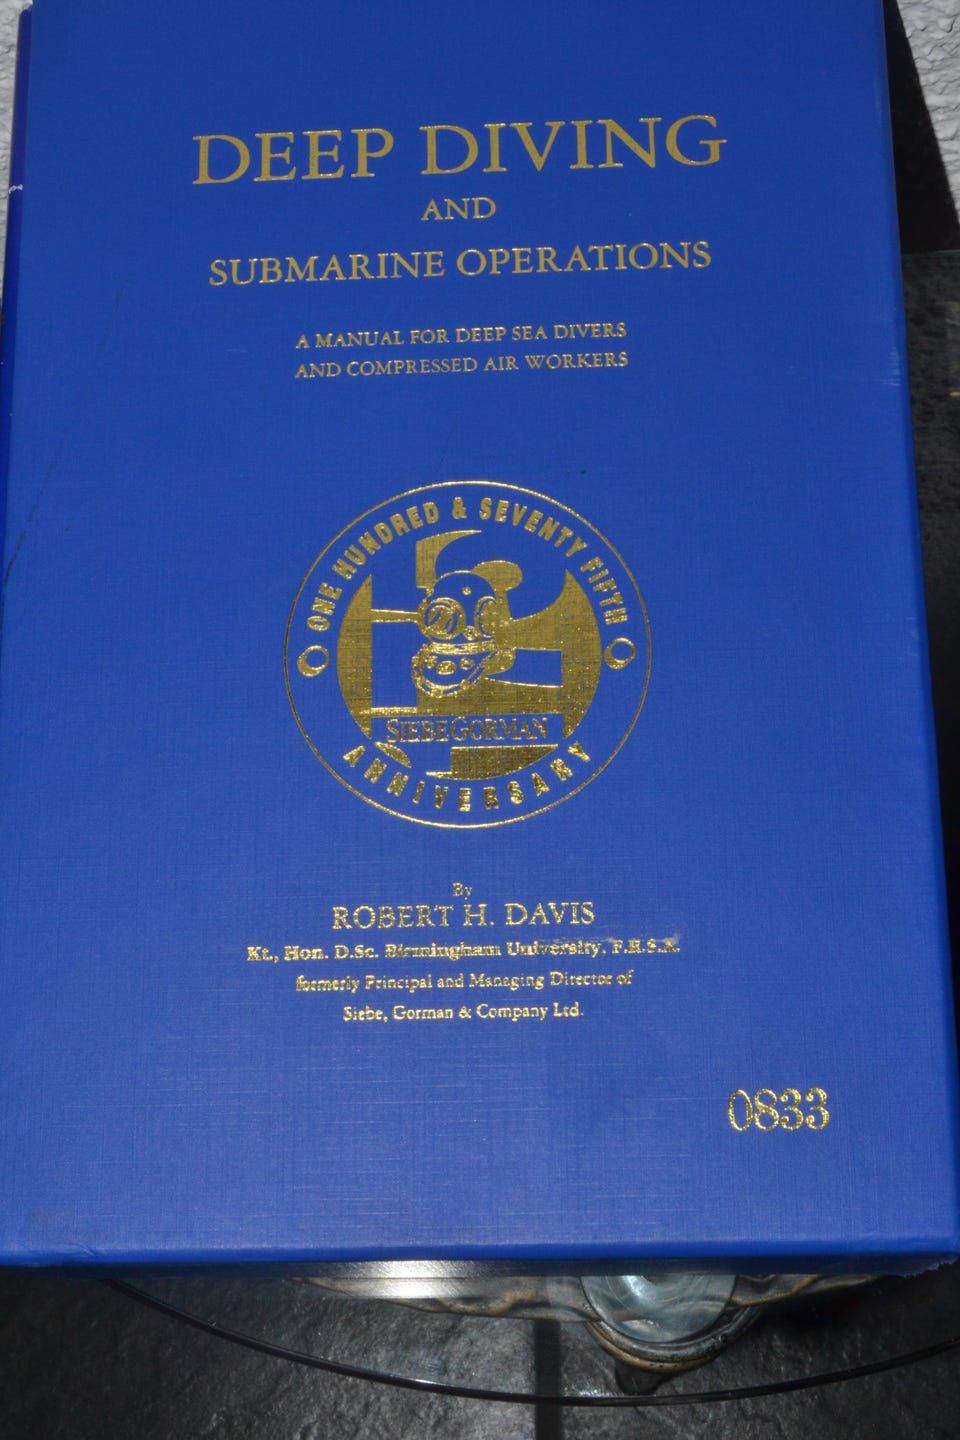 DEEP DIVING
AND
SUBMARINE OPERATIONS
A MANUAL FOR DEEP SEA DIVERS
AND COMPRESSED AIR WORKERS
ONE HUNDRED & SEVENTY FIFTH
SIEBE GORMAN
ANNIVERSARY
By
ROBERT H. DAVIS
Kt., Hon. D.Sc. Birmingham University. F.R.S.N.
formerly Principal and Managing Director of
Siebe, Gorman & Company Ltd.
0833